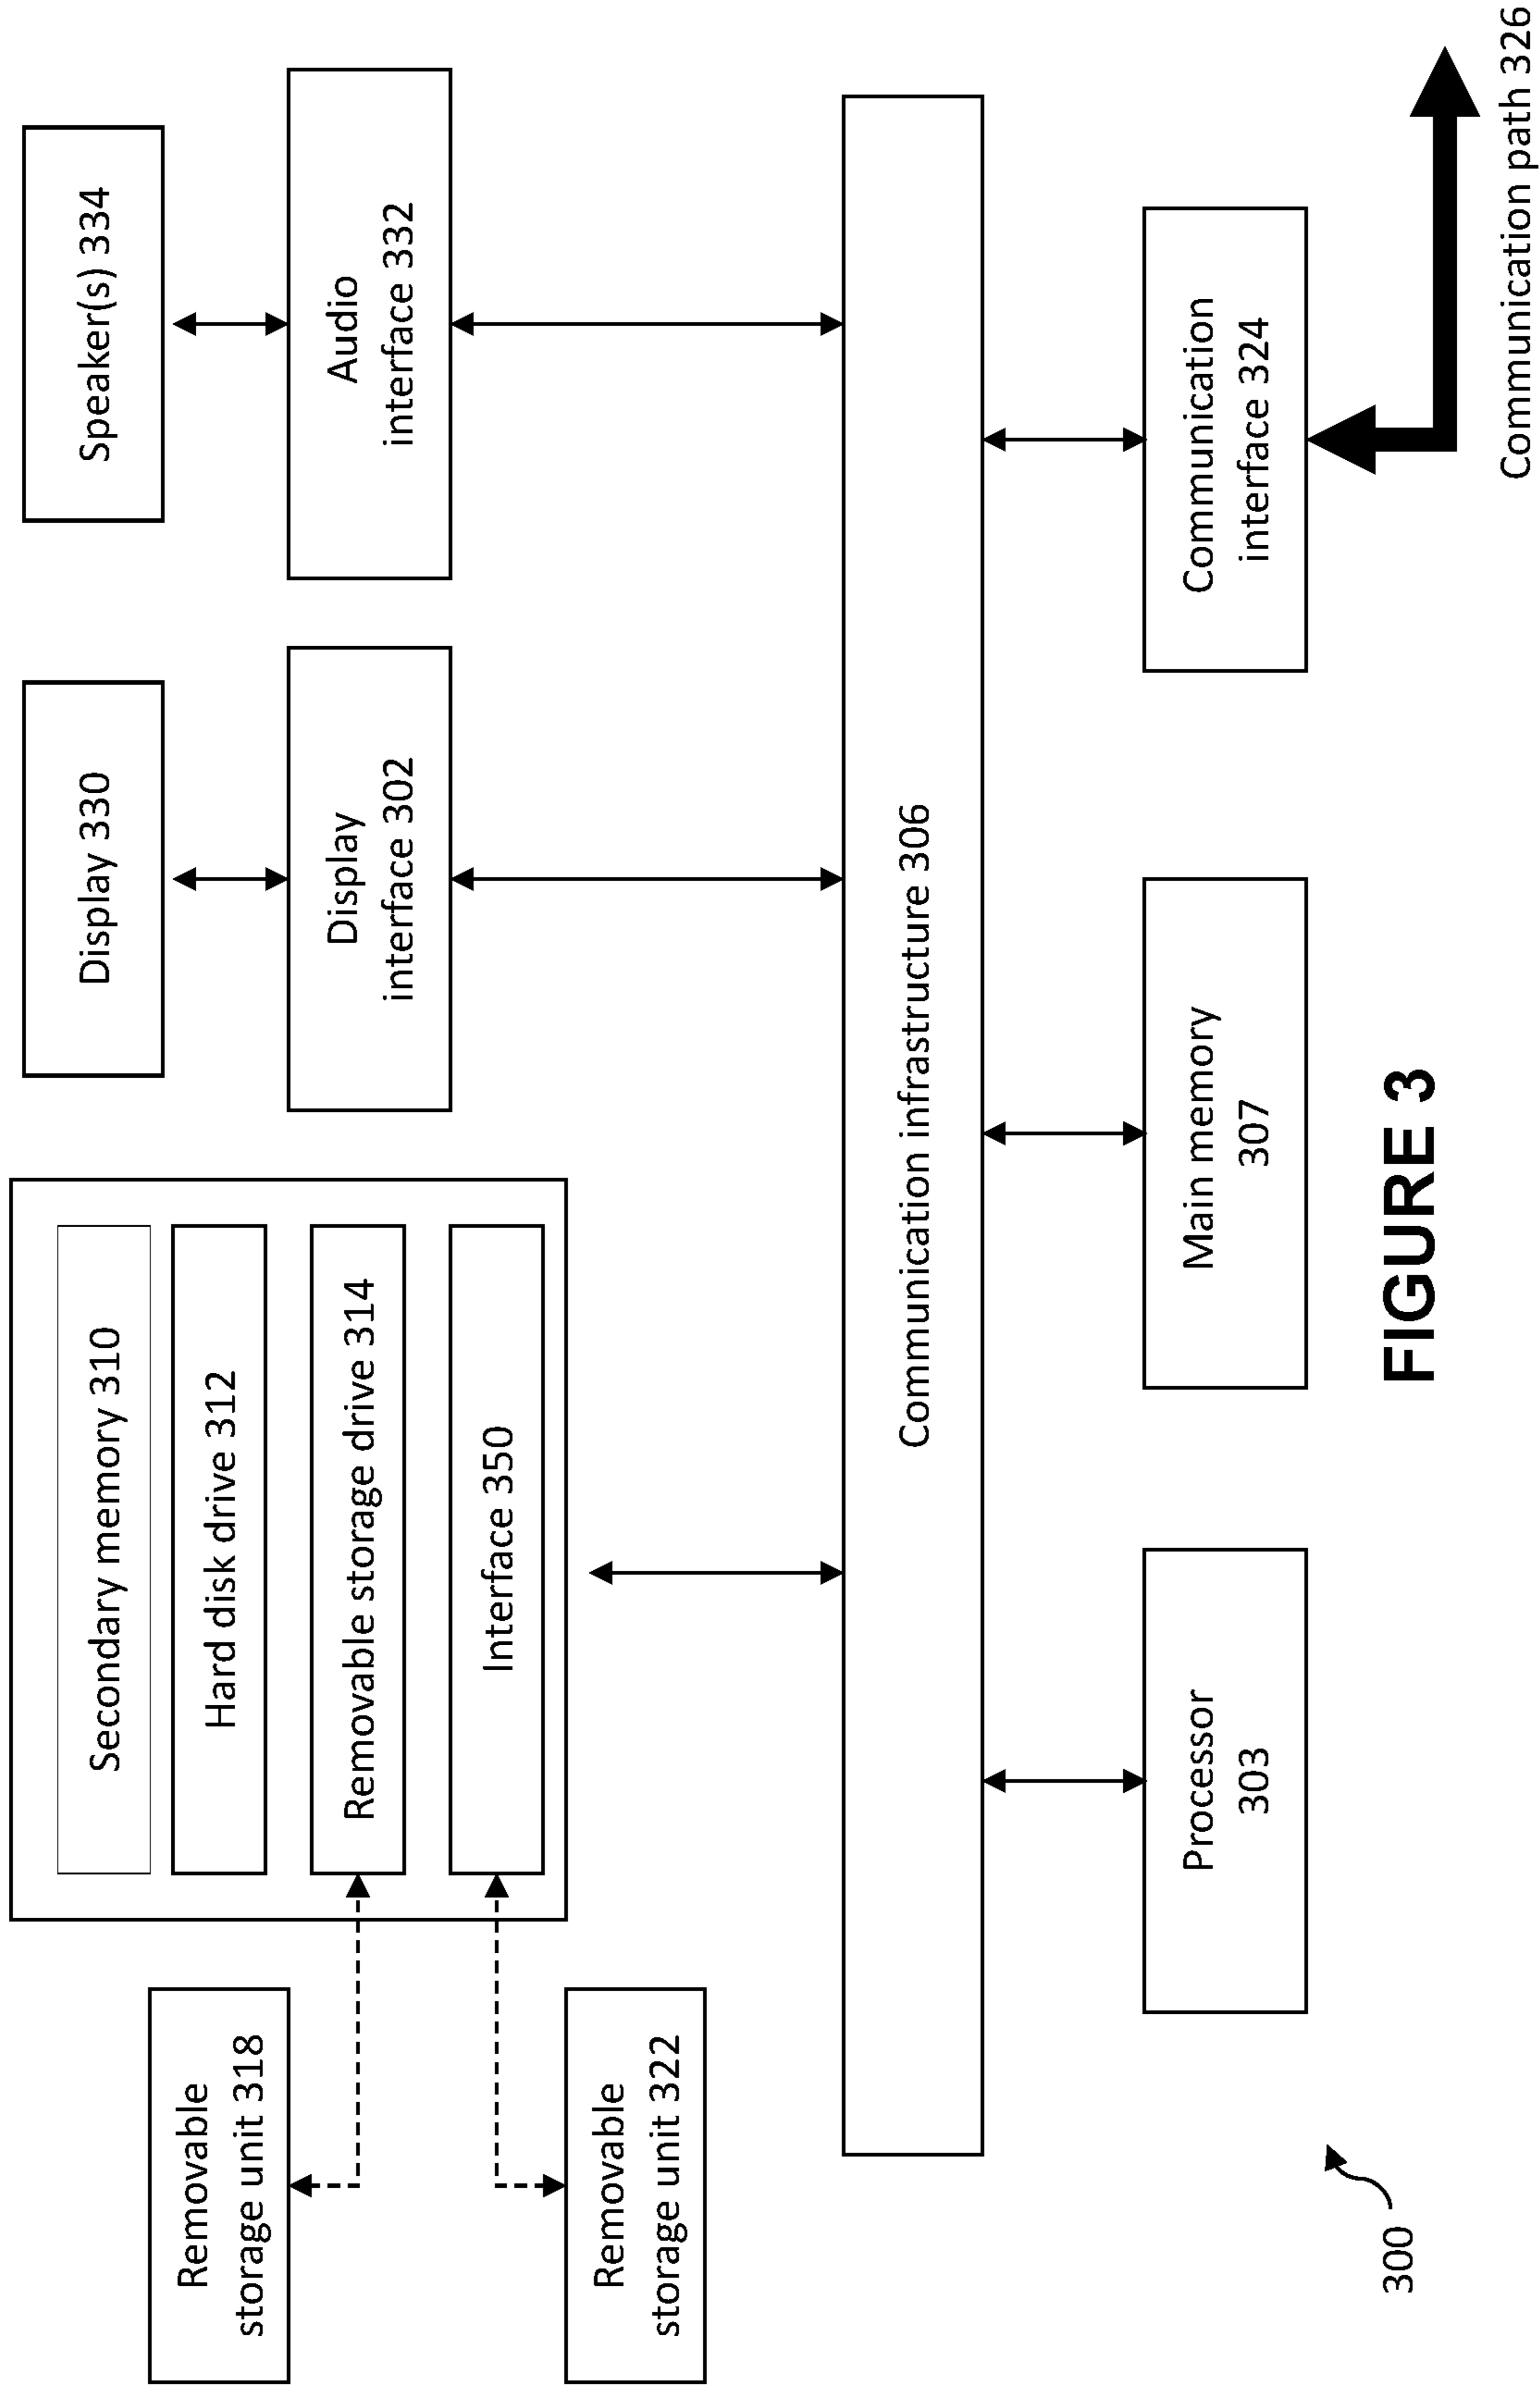 Removable
storage unit 318
Removable
storage unit 322
Secondary memory 310
Hard disk drive 312
Removable storage drive 314
Interface 350
Display 330
Display
interface 302
Speaker(s) 334
Audio
interface 332
Communication infrastructure 306
Processor
303
Main memory
307
Communication
interface 324
Communication path 326
300
FIGURE 3